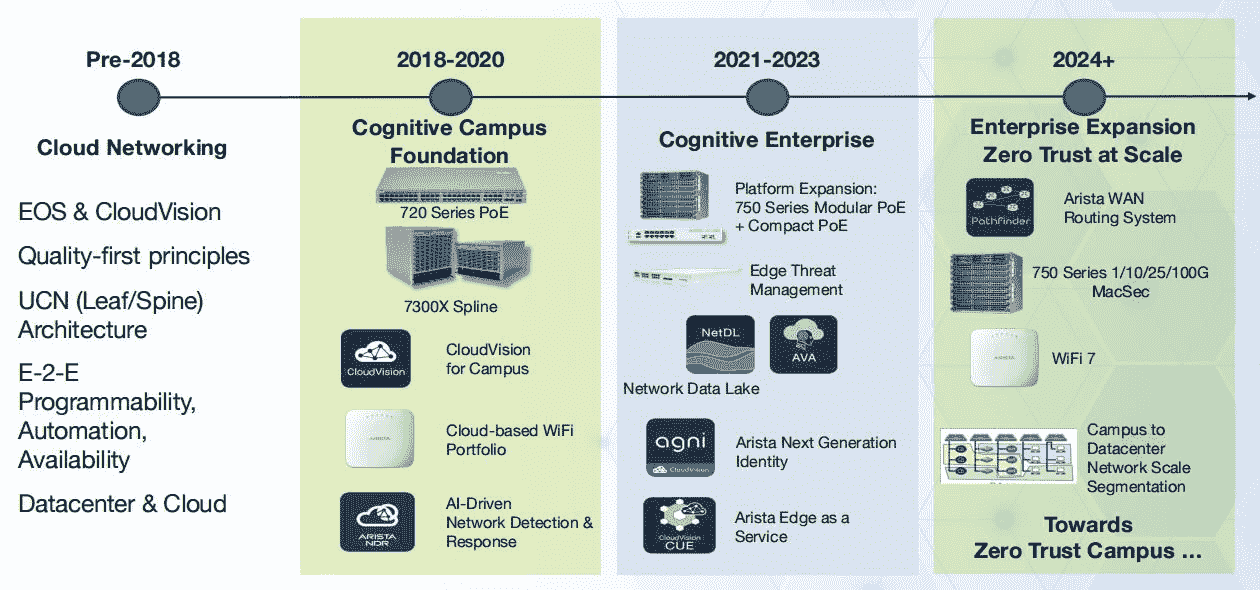 Pre-2018
Cloud Networking
EOS & CloudVision
Quality-first principles
UCN (Leaf/Spine)
Architecture
E-2-E
Programmability,
Automation,
Availability
Datacenter & Cloud
2018-2020
Cognitive Campus
Foundation
720 Series PoE
7300X Spline
CloudVision
CloudVision
for Campus
ARISTA
Cloud-based WiFi
Portfolio
ARISTA
NDR
AI-Driven
Network Detection &
Response
2021-2023
Cognitive Enterprise
Platform Expansion:
750 Series Modular PoE
+ Compact PoE
Edge Threat
Management
NetDL
AVA
Network Data Lake
agni
CloudVision
Arista Next Generation
Identity
CloudVision
CUE
Arista Edge as a
Service
2024+
Enterprise Expansion
Zero Trust at Scale
PathFinder
Arista WAN
Routing System
750 Series 1/10/25/100G
MacSec
ARISTA
WiFi 7
Campus to
Datacenter
Network Scale
Segmentation
Towards
Zero Trust Campus ...